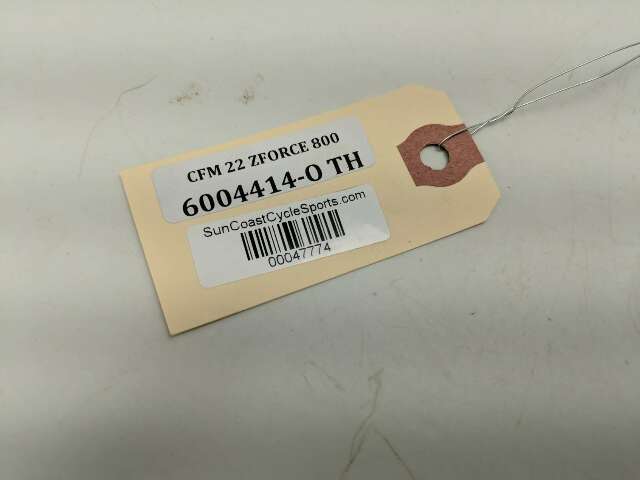 CFM 22 ZFORCE 800
6004414-O TH
SunCoastCycleSports.com
00047774